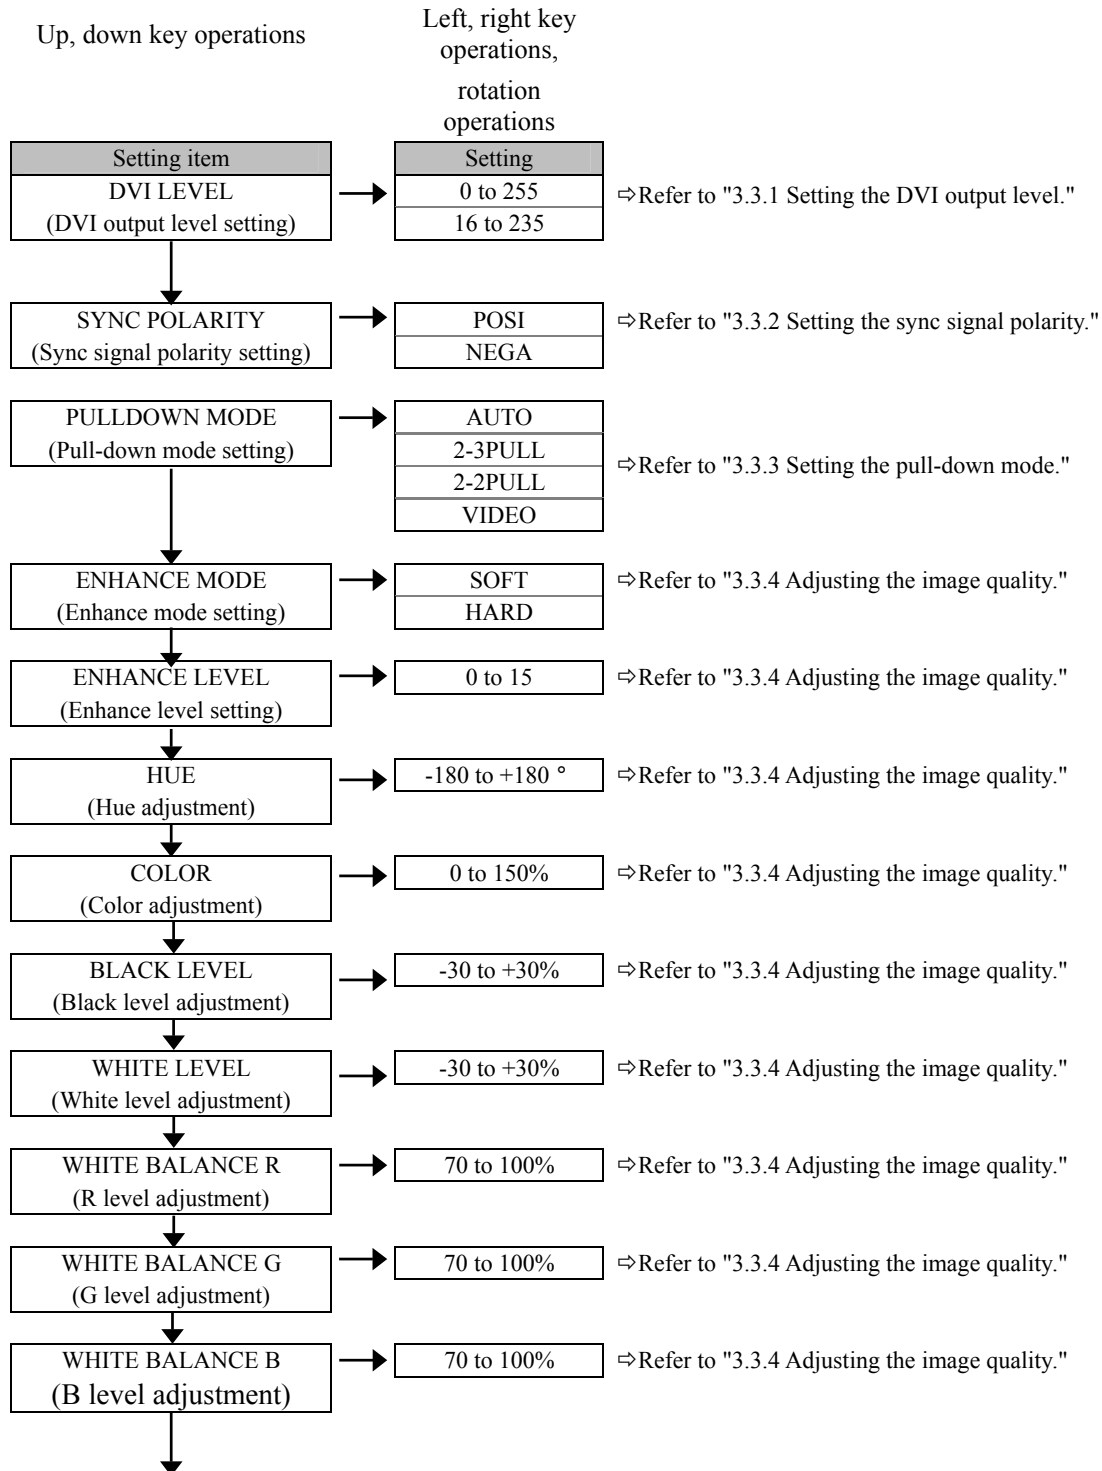 Up, down key operations
Left, right key
operations,
rotation
operations
Setting item
Setting
DVI LEVEL
(DVI output level setting)
0 to 255
16 to 235
⇨Refer to "3.3.1 Setting the DVI output level."
SYNC POLARITY
(Sync signal polarity setting)
POSI
NEGA
⇨Refer to "3.3.2 Setting the sync signal polarity."
PULLDOWN MODE
(Pull-down mode setting)
AUTO
2-3PULL
2-2PULL
VIDEO
⇨Refer to "3.3.3 Setting the pull-down mode."
ENHANCE MODE
(Enhance mode setting)
SOFT
HARD
⇨Refer to "3.3.4 Adjusting the image quality."
ENHANCE LEVEL
(Enhance level setting)
0 to 15
⇨Refer to "3.3.4 Adjusting the image quality."
HUE
(Hue adjustment)
-180 to +180 °
⇨Refer to "3.3.4 Adjusting the image quality."
COLOR
(Color adjustment)
0 to 150%
⇨Refer to "3.3.4 Adjusting the image quality."
BLACK LEVEL
(Black level adjustment)
-30 to +30%
⇨Refer to "3.3.4 Adjusting the image quality."
WHITE LEVEL
(White level adjustment)
-30 to +30%
⇨Refer to "3.3.4 Adjusting the image quality."
WHITE BALANCE R
(R level adjustment)
70 to 100%
⇨Refer to "3.3.4 Adjusting the image quality."
WHITE BALANCE G
(G level adjustment)
70 to 100%
⇨Refer to "3.3.4 Adjusting the image quality."
WHITE BALANCE B
(B level adjustment)
70 to 100%
⇨Refer to "3.3.4 Adjusting the image quality."